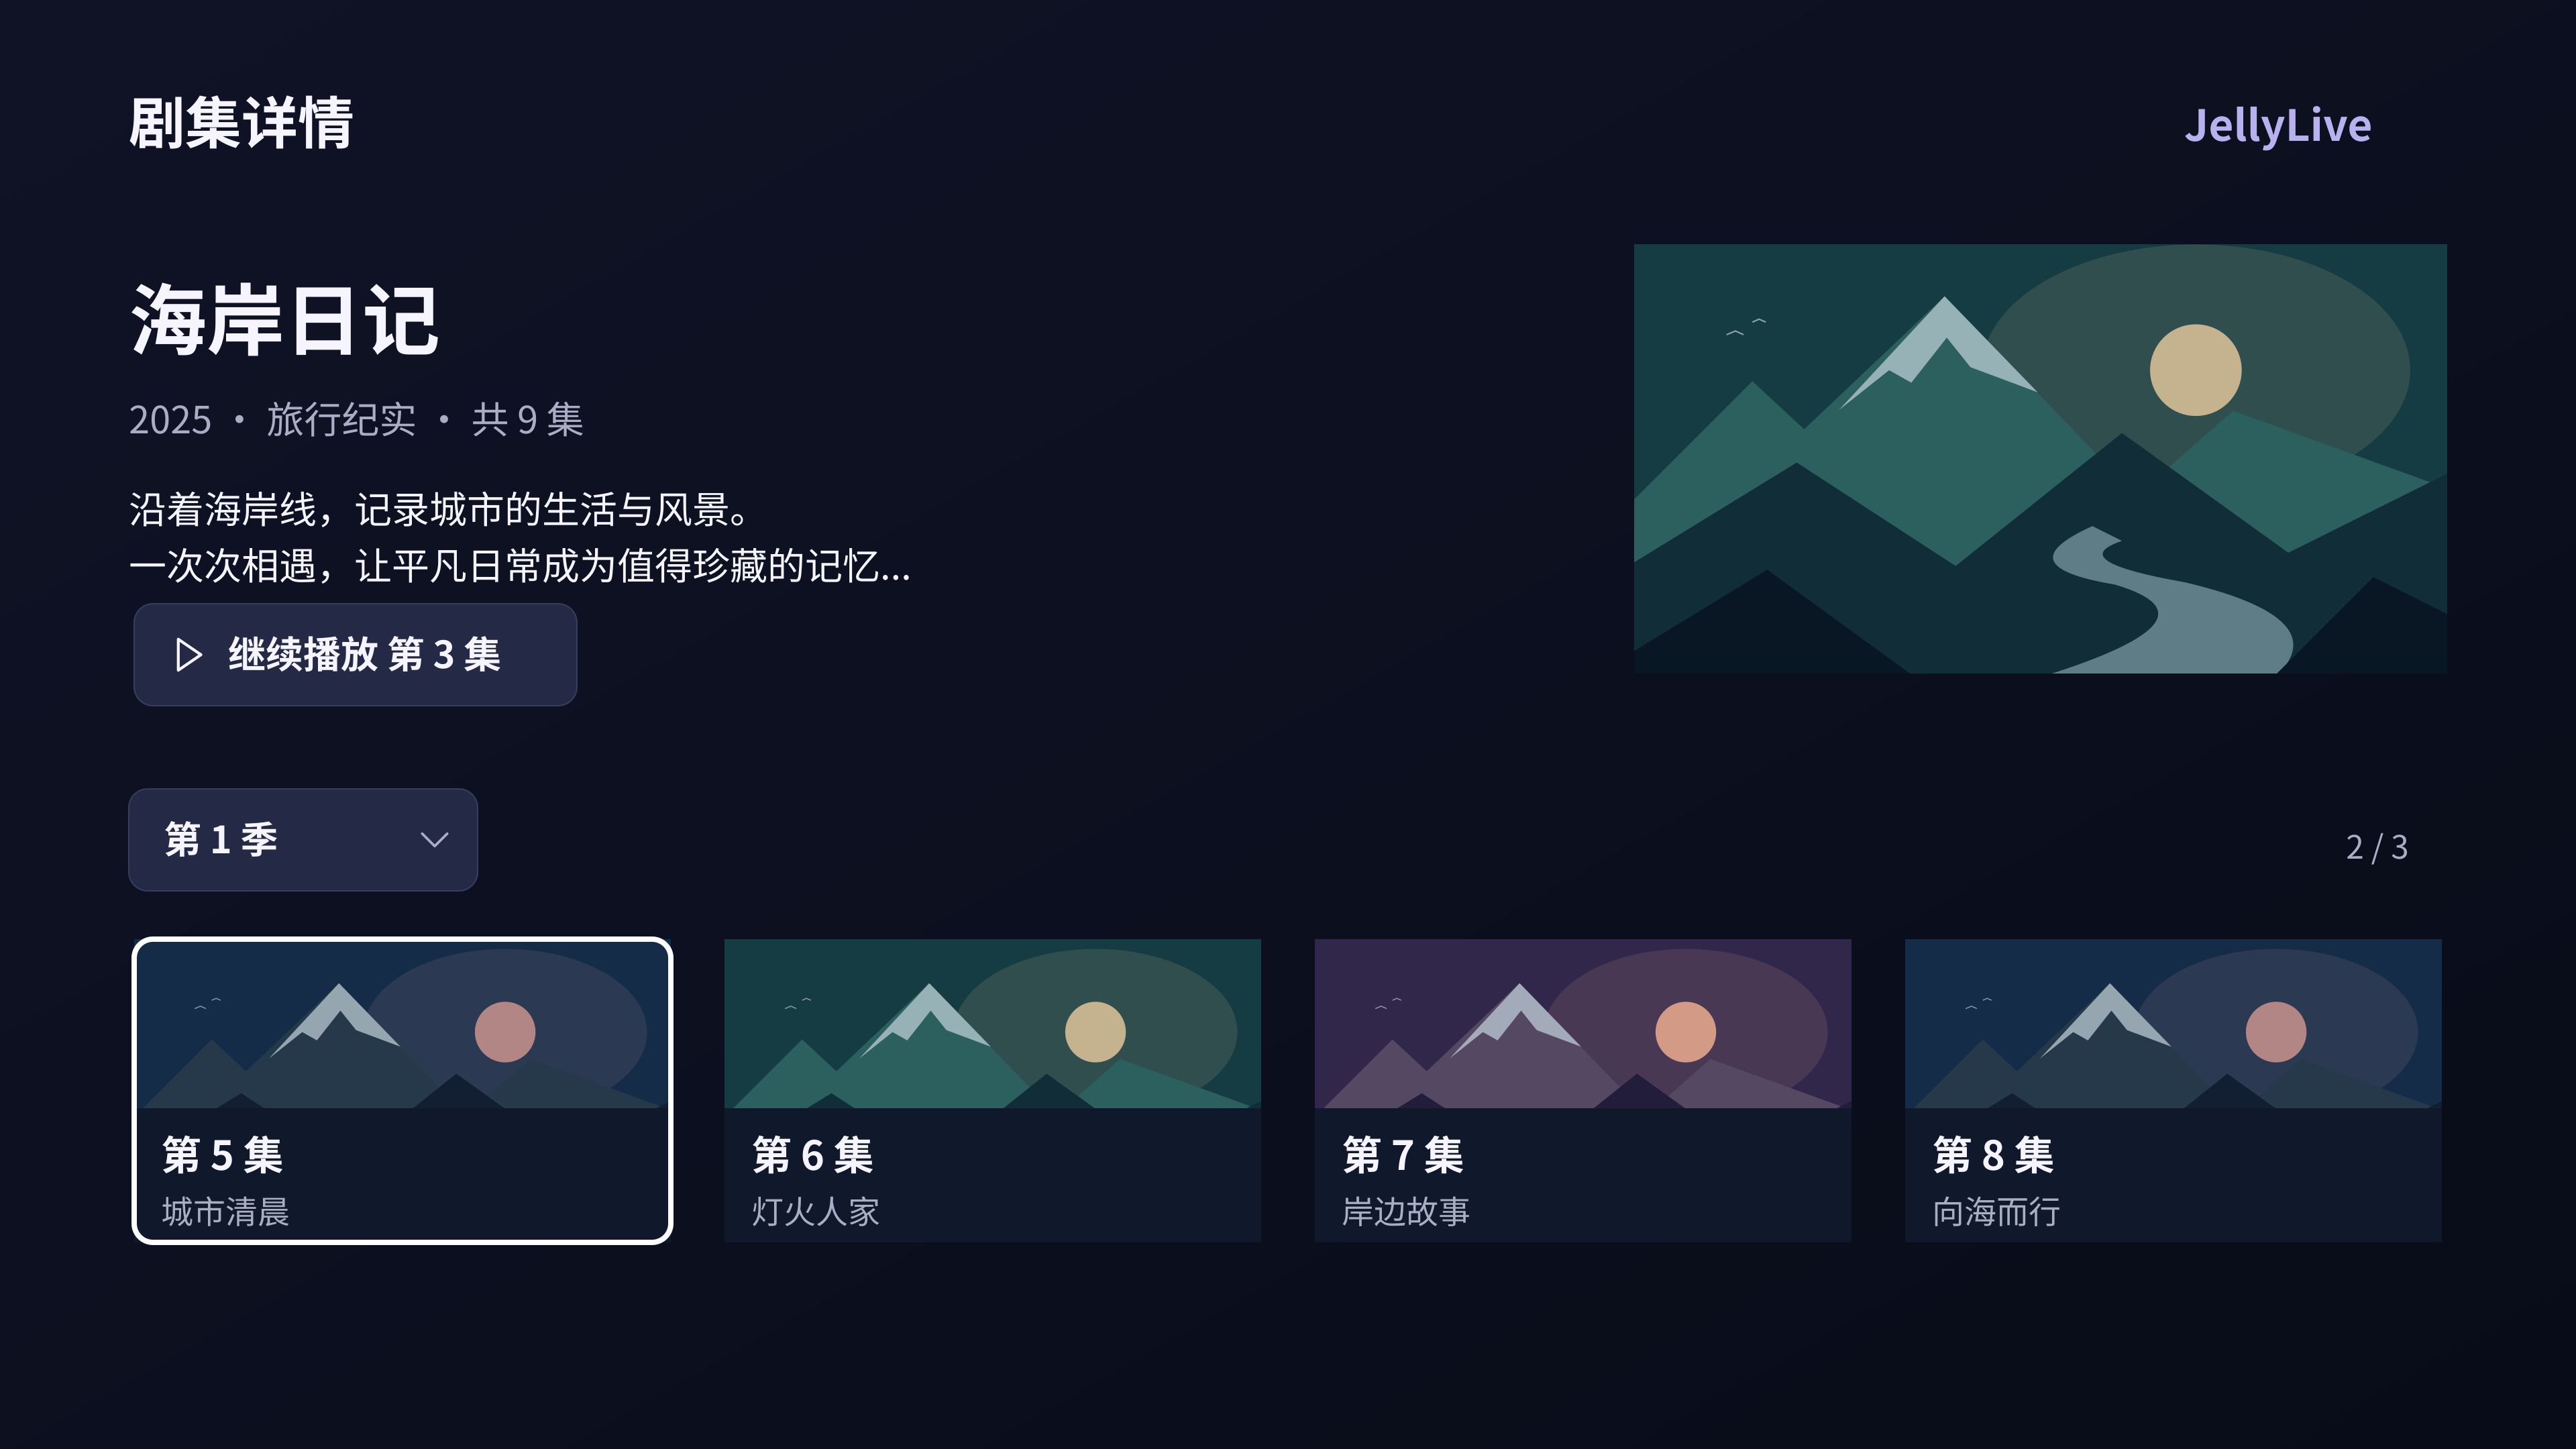 剧集详情
JellyLive
海岸日记
2025 • 旅行纪实 • 共 9 集
沿着海岸线，记录城市的生活与风景。
一次次相遇，让平凡日常成为值得珍藏的记忆...
继续播放 第 3 集
第 1 季
2 / 3
第 5 集
城市清晨
第 6 集
灯火人家
第 7 集
岸边故事
第 8 集
向海而行